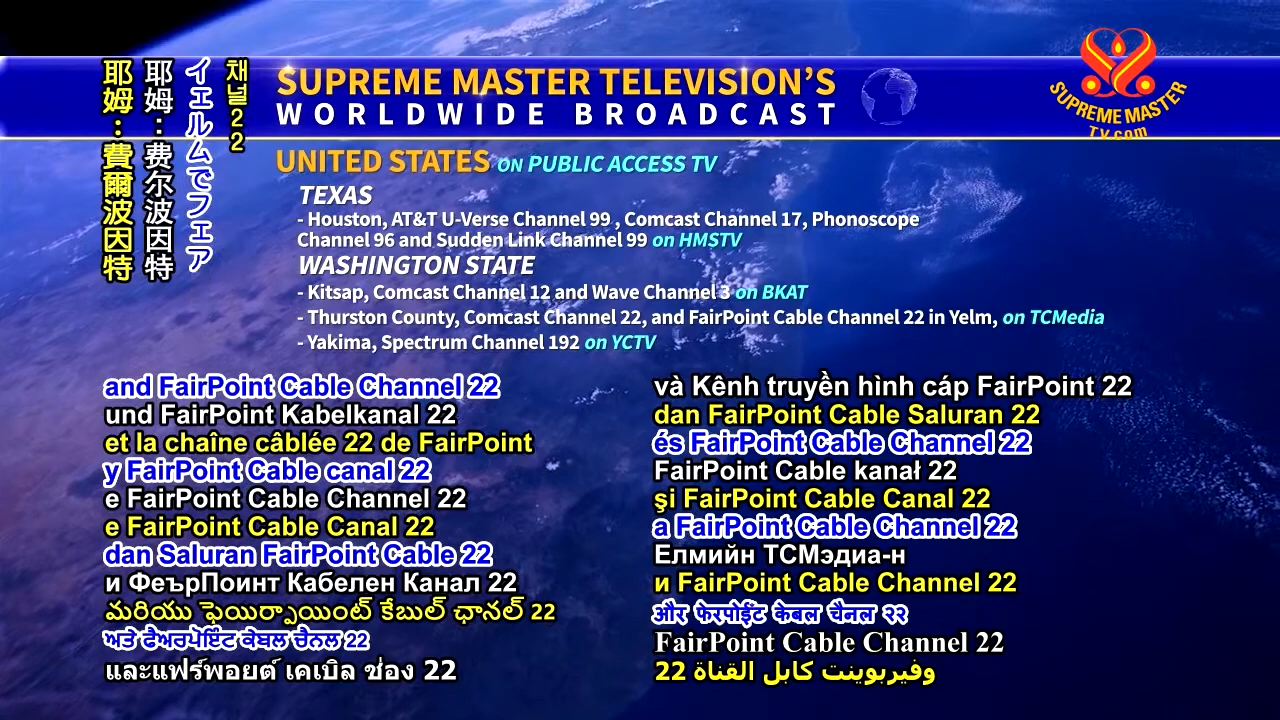 耶姆：費爾波因特
耶姆：费尔波因特
イェルムでフェア
채널22
SUPREME MASTER TELEVISION'S
WORLDWIDE BROADCAST
SUPREME MASTER
TV.com
UNITED STATES ON PUBLIC ACCESS TV
TEXAS
- Houston, AT&T U-Verse Channel 99 , Comcast Channel 17, Phonoscope
Channel 96 and Sudden Link Channel 99 on HMSTV
WASHINGTON STATE
- Kitsap, Comcast Channel 12 and Wave Channel 3 on BKAT
- Thurston County, Comcast Channel 22, and FairPoint Cable Channel 22 in Yelm, on TCMedia
- Yakima, Spectrum Channel 192 on YCTV
and FairPoint Cable Channel 22
und FairPoint Kabelkanal 22
et la chaîne câblée 22 de FairPoint
y FairPoint Cable canal 22
e FairPoint Cable Channel 22
e FairPoint Cable Canal 22
dan Saluran FairPoint Cable 22
и ФеърПоинт Кабелен Канал 22
మరియు ఫెయిర్పాయింట్ కేబుల్ ఛానల్ 22
ਅਤੇ ਫੈਅਰਪੋਇੰਟ ਕੇਬਲ ਚੈਨਲ 22
และแฟร์พอยต์ เคเบิล ช่อง 22
và Kênh truyền hình cáp FairPoint 22
dan FairPoint Cable Saluran 22
és FairPoint Cable Channel 22
FairPoint Cable kanał 22
şi FairPoint Cable Canal 22
a FairPoint Cable Channel 22
Елмийн ТСМэдиа-н
и FairPoint Cable Channel 22
और फेरपोईंट केबल चैनल २२
FairPoint Cable Channel 22
وفيربوينت كابل القناة 22